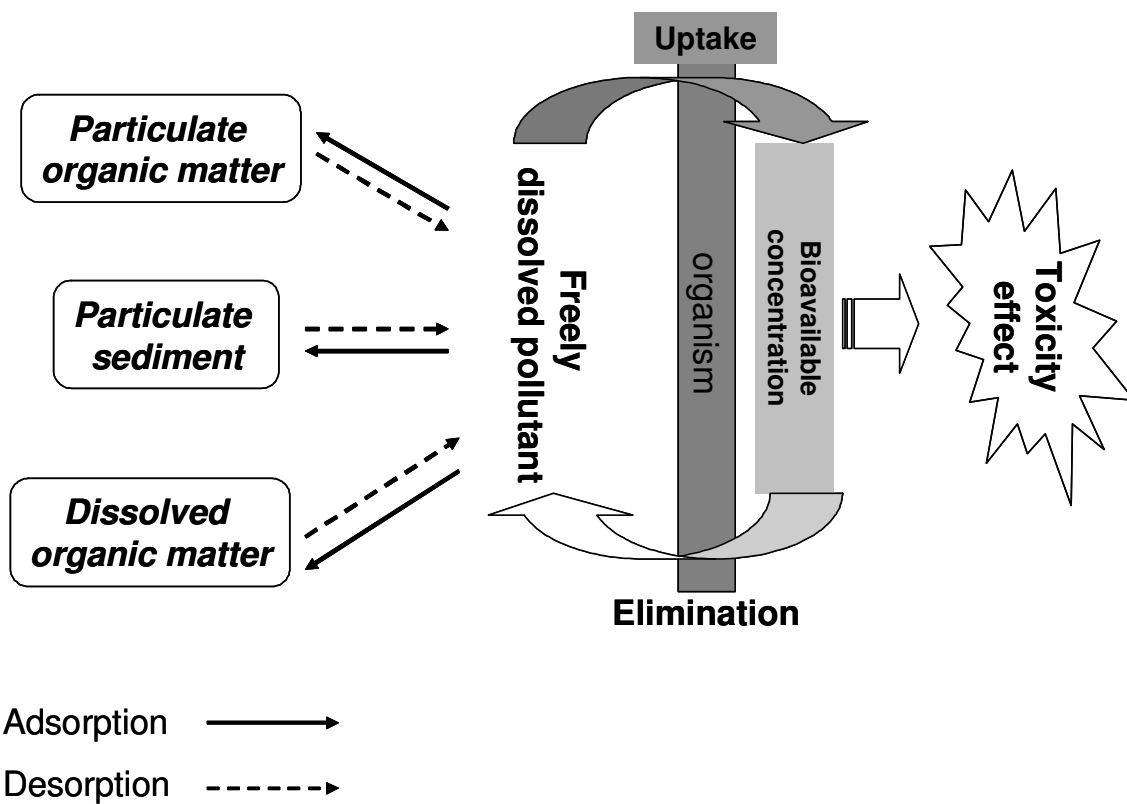 Uptake
Particulate
organic matter
Particulate
sediment
Dissolved
organic matter
Freely
dissolved pollutant
organism
Bioavailable
concentration
Toxicity
effect
Elimination
Adsorption
Desorption